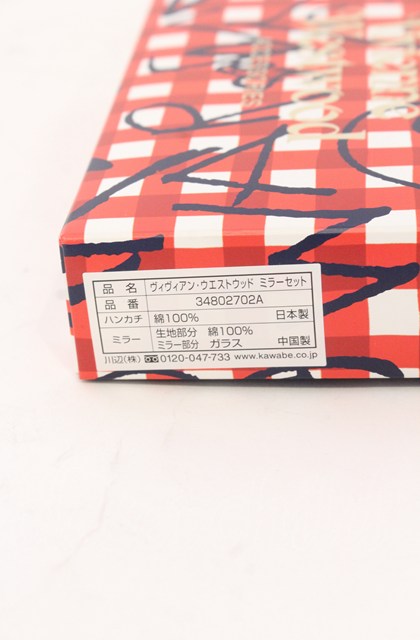 品 名 ヴィヴィアン・ウエストウッド ミラーセット
品 番 34802702A
ハンカチ 綿100% 日本製
ミラー 生地部分 綿100%
ミラー部分 ガラス 中国製
川辺(株) 0120-047-733 www.kawabe.co.jp